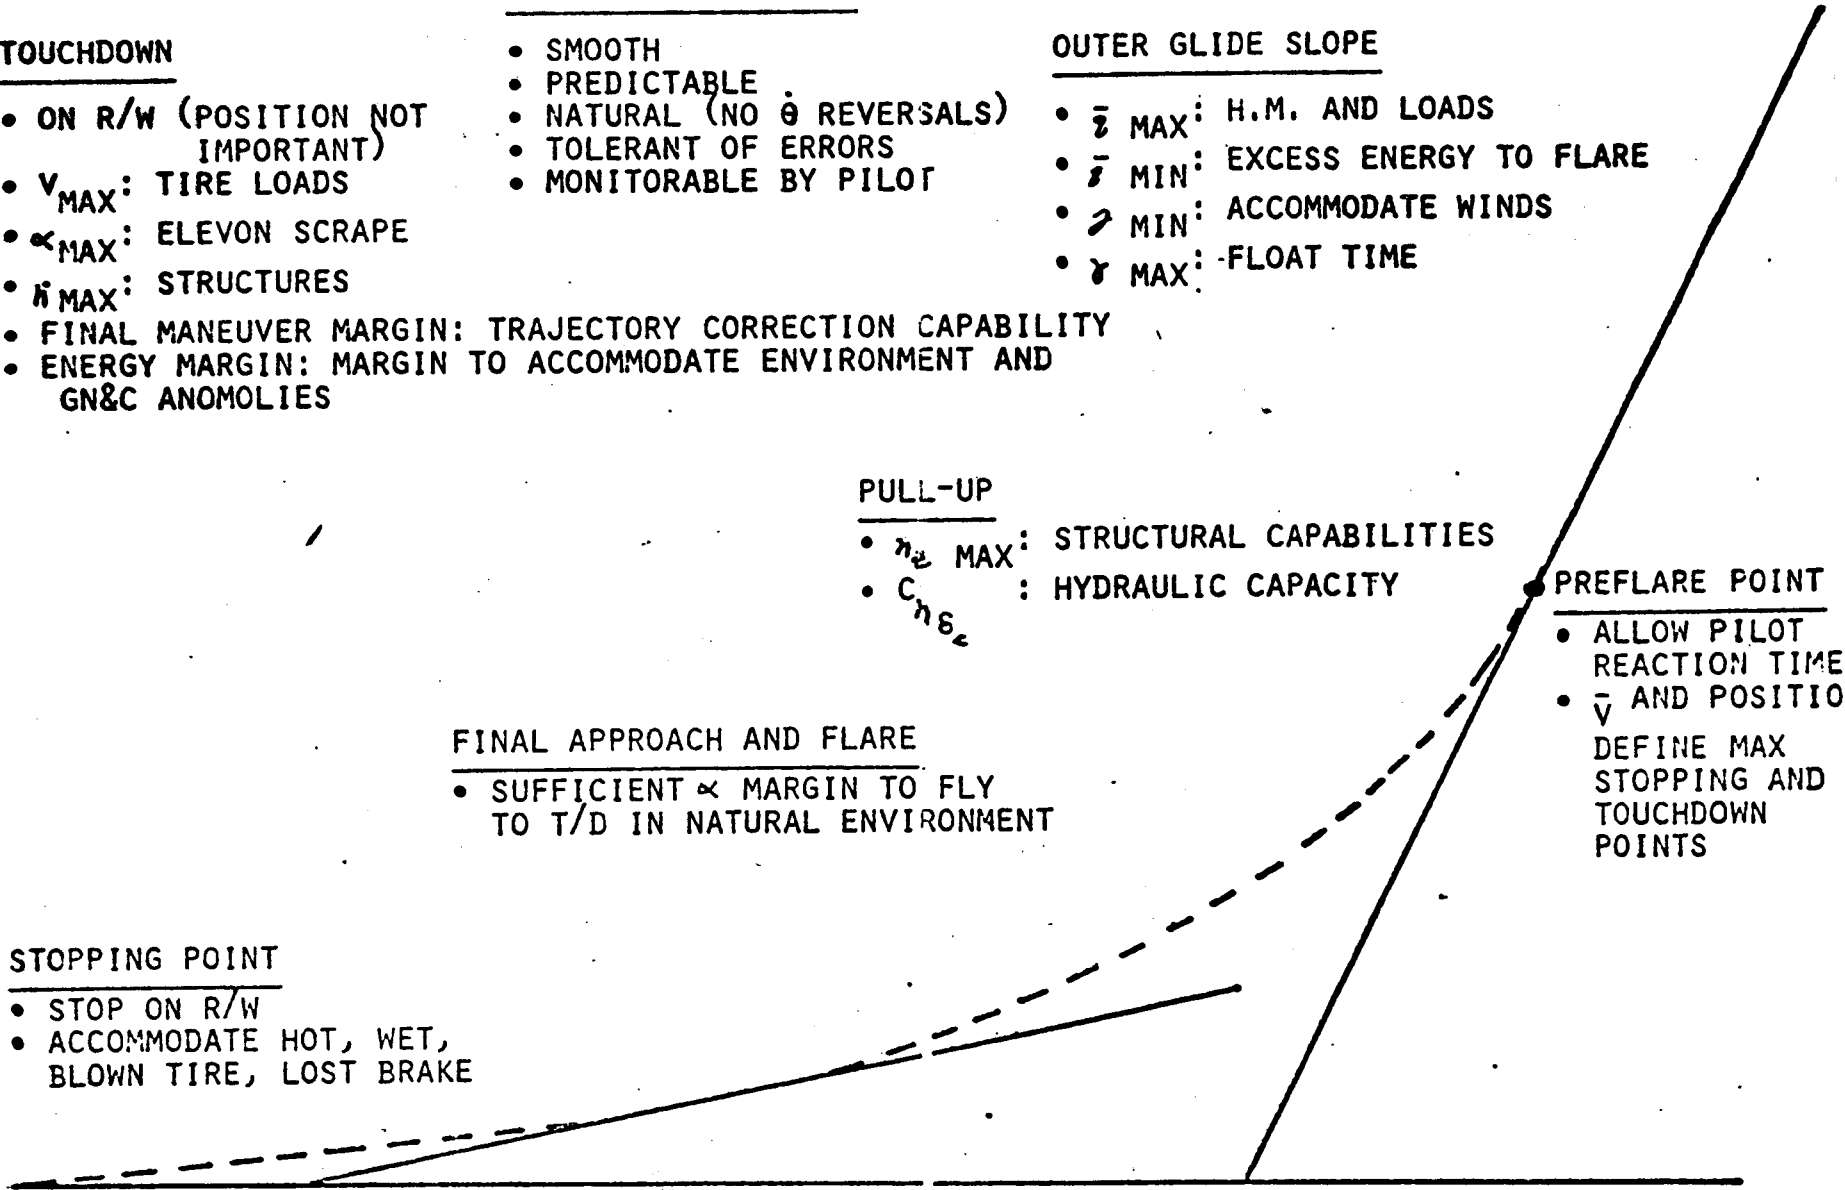 TOUCHDOWN
• ON R/W (POSITION NOT
IMPORTANT)
• V MAX: TIRE LOADS
• ∝ MAX: ELEVON SCRAPE
• ḣ MAX: STRUCTURES
• FINAL MANEUVER MARGIN: TRAJECTORY CORRECTION CAPABILITY
• ENERGY MARGIN: MARGIN TO ACCOMMODATE ENVIRONMENT AND
GN&C ANOMOLIES
• SMOOTH
• PREDICTABLE
• NATURAL (NO θ̇ REVERSALS)
• TOLERANT OF ERRORS
• MONITORABLE BY PILOT
OUTER GLIDE SLOPE
• MAX: H.M. AND LOADS
• MIN: EXCESS ENERGY TO FLARE
• MIN: ACCOMMODATE WINDS
• γ MAX: FLOAT TIME
PULL-UP
• n z MAX: STRUCTURAL CAPABILITIES
• C h δ e : HYDRAULIC CAPACITY
PREFLARE POINT
• ALLOW PILOT
REACTION TIME
• V̄ AND POSITIO
DEFINE MAX
STOPPING AND
TOUCHDOWN
POINTS
FINAL APPROACH AND FLARE
• SUFFICIENT ∝ MARGIN TO FLY
TO T/D IN NATURAL ENVIRONMENT
STOPPING POINT
• STOP ON R/W
• ACCOMMODATE HOT, WET,
BLOWN TIRE, LOST BRAKE